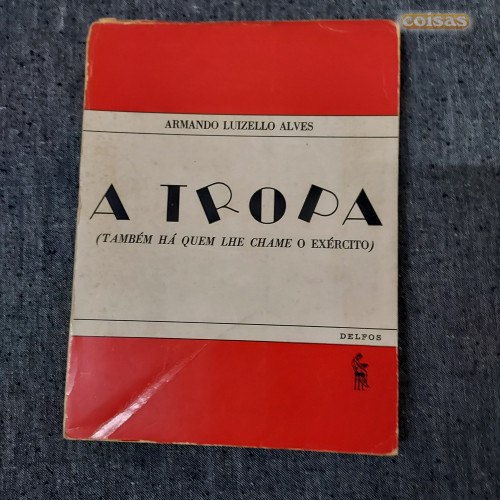 coisas
ARMANDO LUIZELLO ALVES
A TROPA
(TAMBÉM HÁ QUEM LHE CHAME O EXÉRCITO)
DELFOS